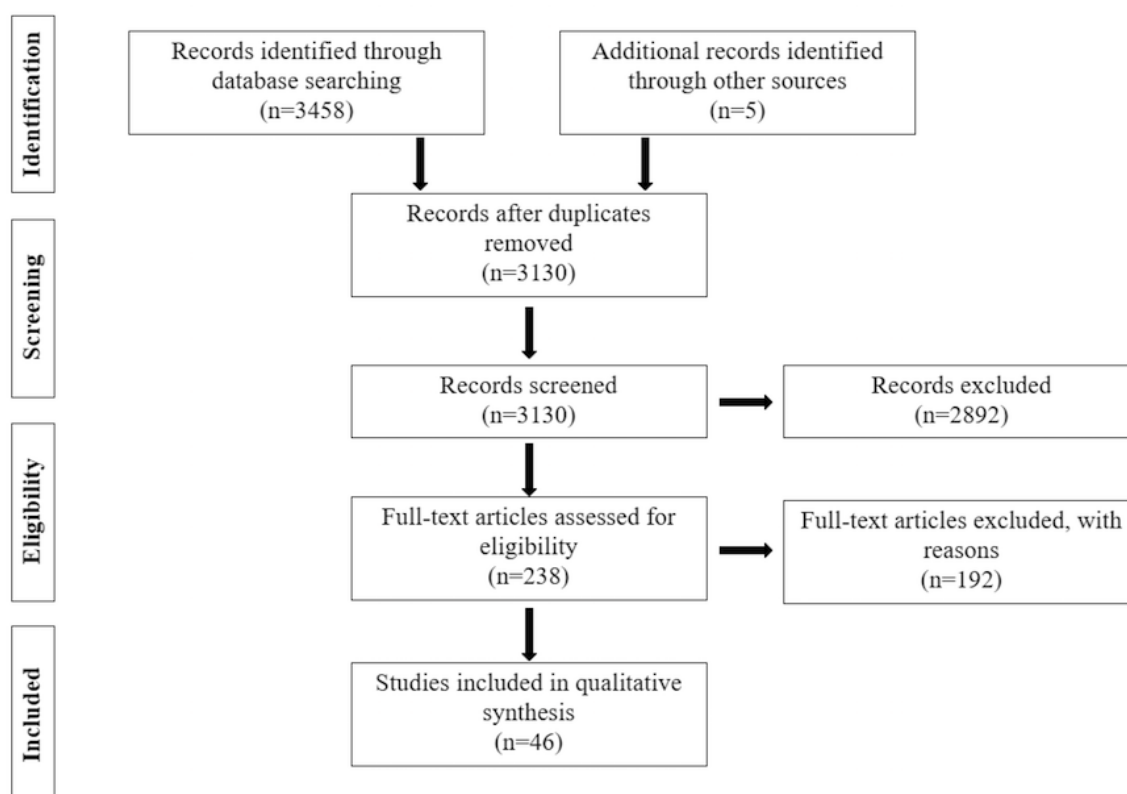 Identification
Records identified through
database searching
(n=3458)
Additional records identified
through other sources
(n=5)
Screening
Records after duplicates
removed
(n=3130)
Records screened
(n=3130)
Records excluded
(n=2892)
Eligibility
Full-text articles assessed for
eligibility
(n=238)
Full-text articles excluded, with
reasons
(n=192)
Included
Studies included in qualitative
synthesis
(n=46)